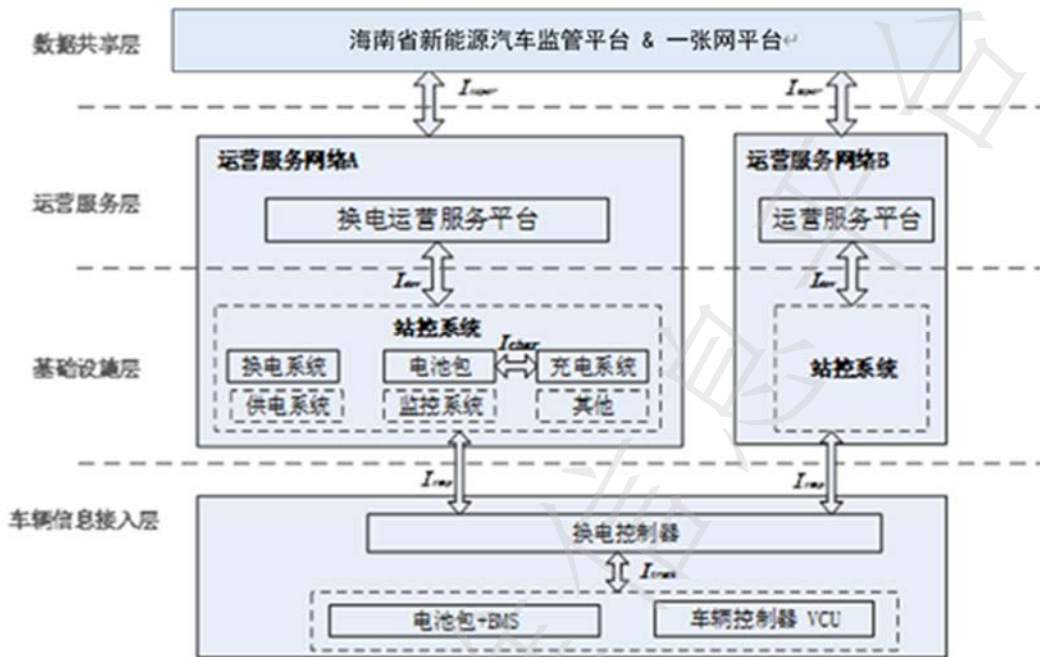 数据共享层
海南省新能源汽车监管平台 & 一张网平台
运营服务网络A
运营服务网络B
运营服务层
换电运营服务平台
运营服务平台
站控系统
Ichar
基础设施层
换电系统
电池包
充电系统
站控系统
供电系统
监控系统
其他
车辆信息接入层
换电控制器
电池包+BMS
车辆控制器 VCU